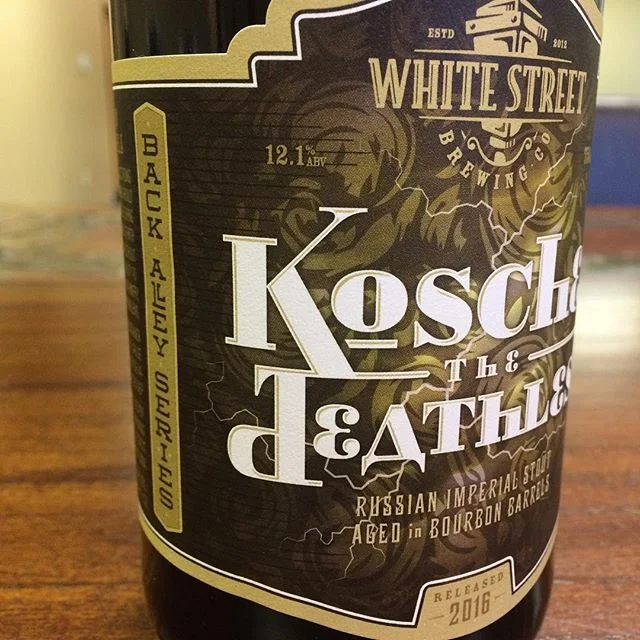 ESTD 2012
WHITE STREET
BREWING CO
12.1% ABV
BACK ALLEY SERIES
Kosche
THE
DEATHLES
RUSSIAN IMPERIAL STOUT
AGED in BOURBON BARRELS
RELEASED
2016